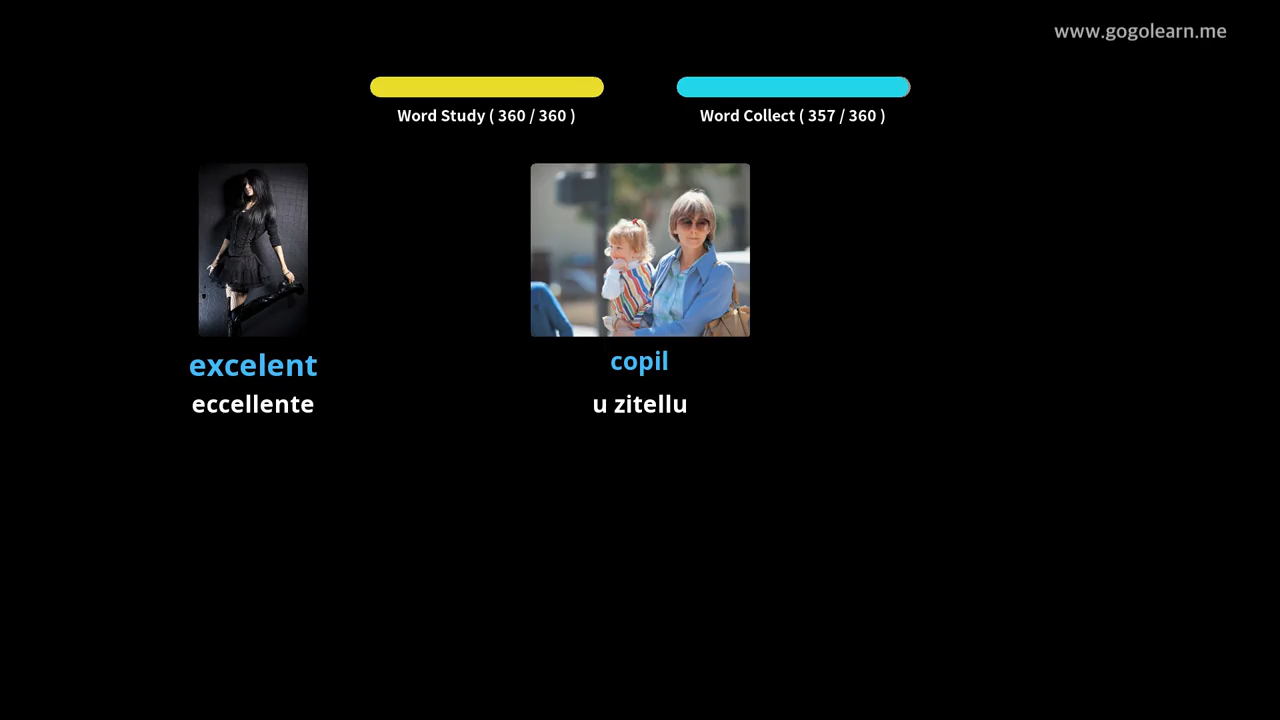 www.gogolearn.me
Word Study ( 360 / 360 )
Word Collect ( 357 / 360 )
excelent
eccellente
copil
u zitellu